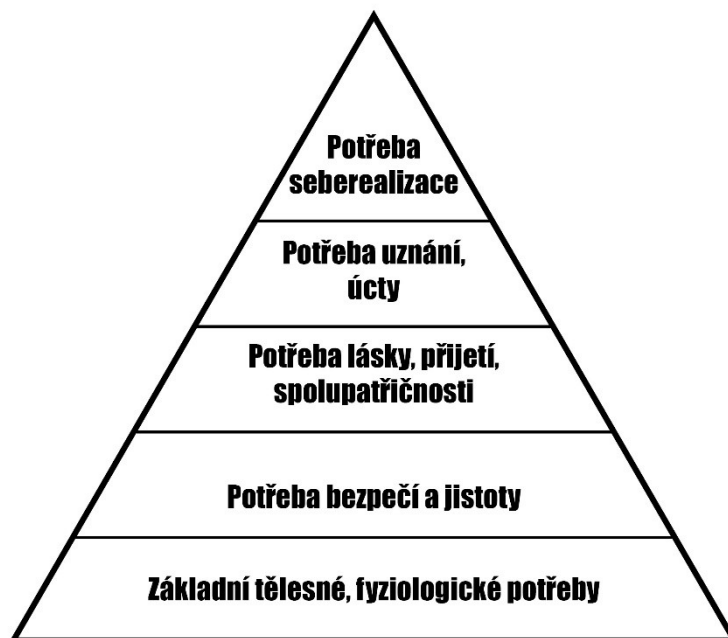 Potřeba
seberealizace
Potřeba uznání,
úcty
Potřeba lásky, přijetí,
spolupatřičnosti
Potřeba bezpečí a jistoty
Základní tělesné, fyziologické potřeby